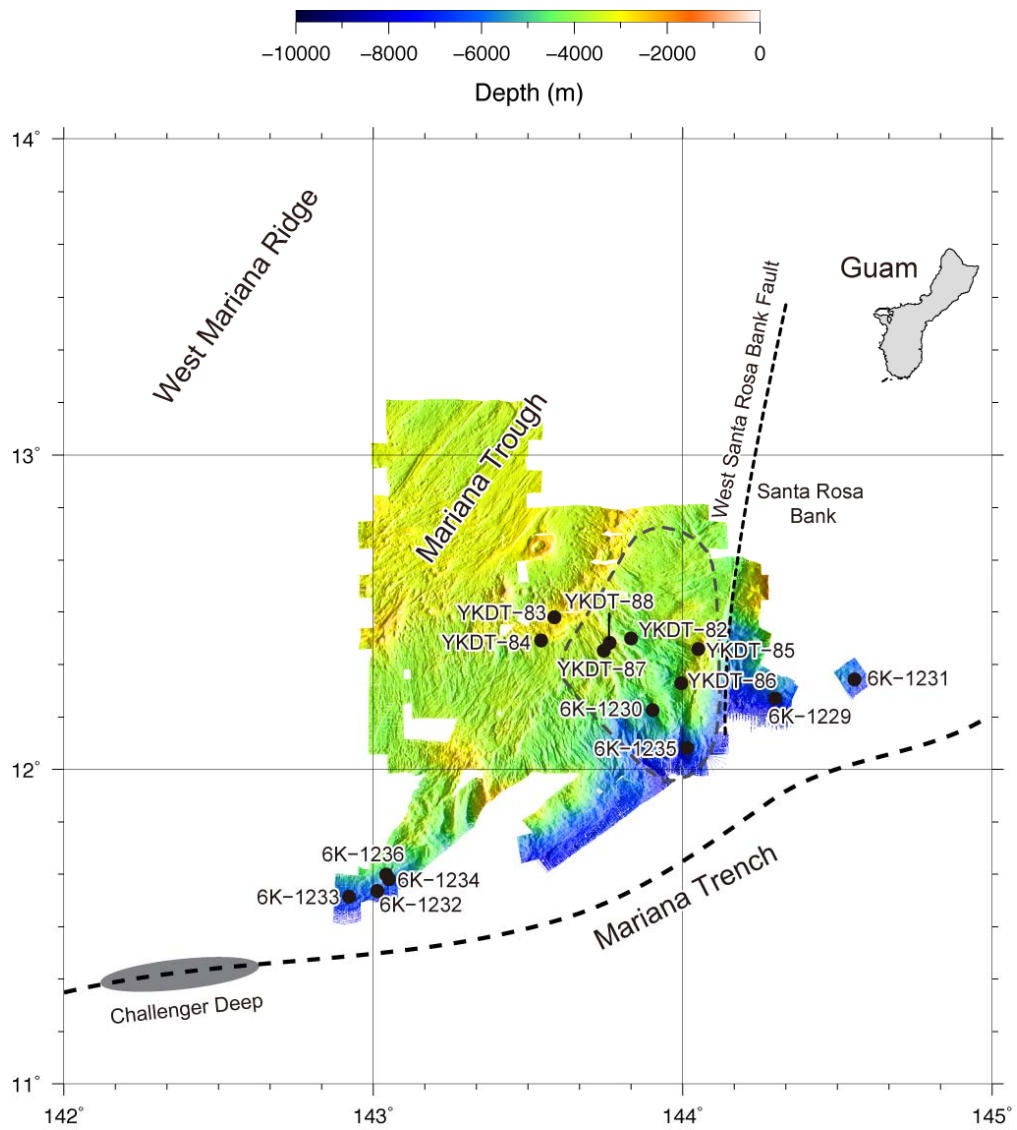 −10000 −8000 −6000 −4000 −2000 0
Depth (m)
14˚
West Mariana Ridge
Guam
West Santa Rosa Bank Fault
13˚
Mariana Trough
Santa Rosa
Bank
YKDT−83
YKDT−88
YKDT−84
YKDT−82
YKDT−87
YKDT−85
YKDT−86
6K−1231
6K−1230
6K−1229
6K−1235
12˚
6K−1236
6K−1234
6K−1233
6K−1232
Mariana Trench
Challenger Deep
11˚
142˚ 143˚ 144˚ 145˚